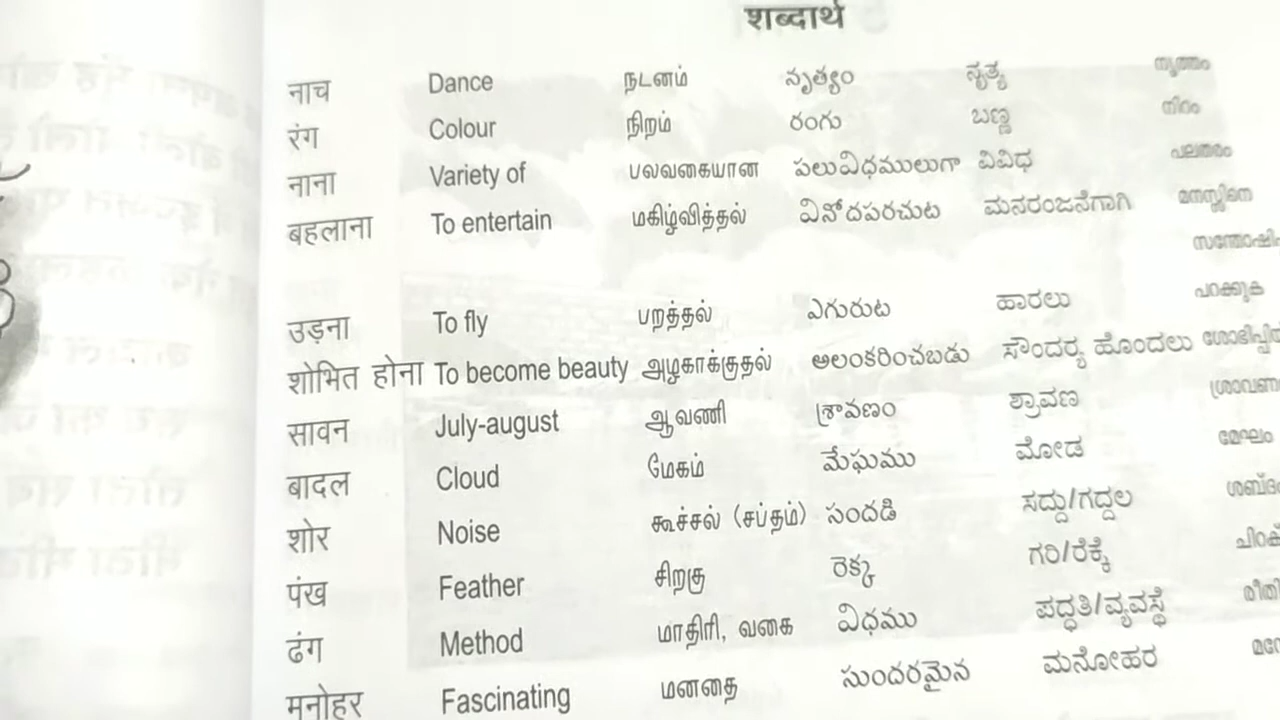 शब्दार्थ
नाच Dance நடனம் నృత్యం ನೃತ್ಯ നൃത്തം
रंग Colour நிறம் రంగు ಬಣ್ಣ നിറം
नाना Variety of பலவகையான పలువిధములుగా ವಿವಿಧ പലതരം
बहलाना To entertain மகிழ்வித்தல் వినోదపరచుట ಮನರಂಜನೆಗಾಗಿ മനസ്സിനെ
उड़ना To fly பறத்தல் ఎగురుట ಹಾರಲು പറക്കുക
शोभित होना To become beauty அழகாக்குதல் అలంకరించబడు ಸೌಂದರ್ಯ ಹೊಂದಲು
सावन July-august ஆவணி శ్రావణం ಶ್ರಾವಣ
बादल Cloud மேகம் మేఘము ಮೋಡ മേഘം
शोर Noise கூச்சல் (சப்தம்) సందడి ಸದ್ದು/ಗದ್ದಲ
पंख Feather சிறகு రెక్క ಗರಿ/ರೆಕ್ಕೆ
ढंग Method மாதிரி, வகை విధము ಪದ್ಧತಿ/ವ್ಯವಸ್ಥೆ
मनोहर Fascinating மனதை సుందరమైన ಮನೋಹರ